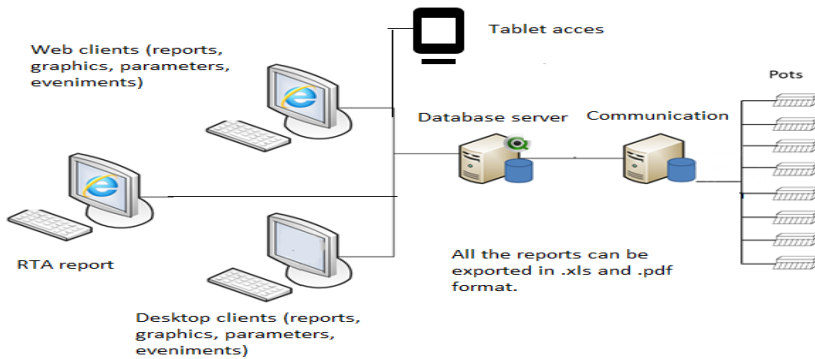 Tablet acces
Web clients (reports,
graphics, parameters,
eveniments)
Pots
Database server
Communication
RTA report
All the reports can be
exported in .xls and .pdf
format.
Desktop clients (reports,
graphics, parameters,
eveniments)